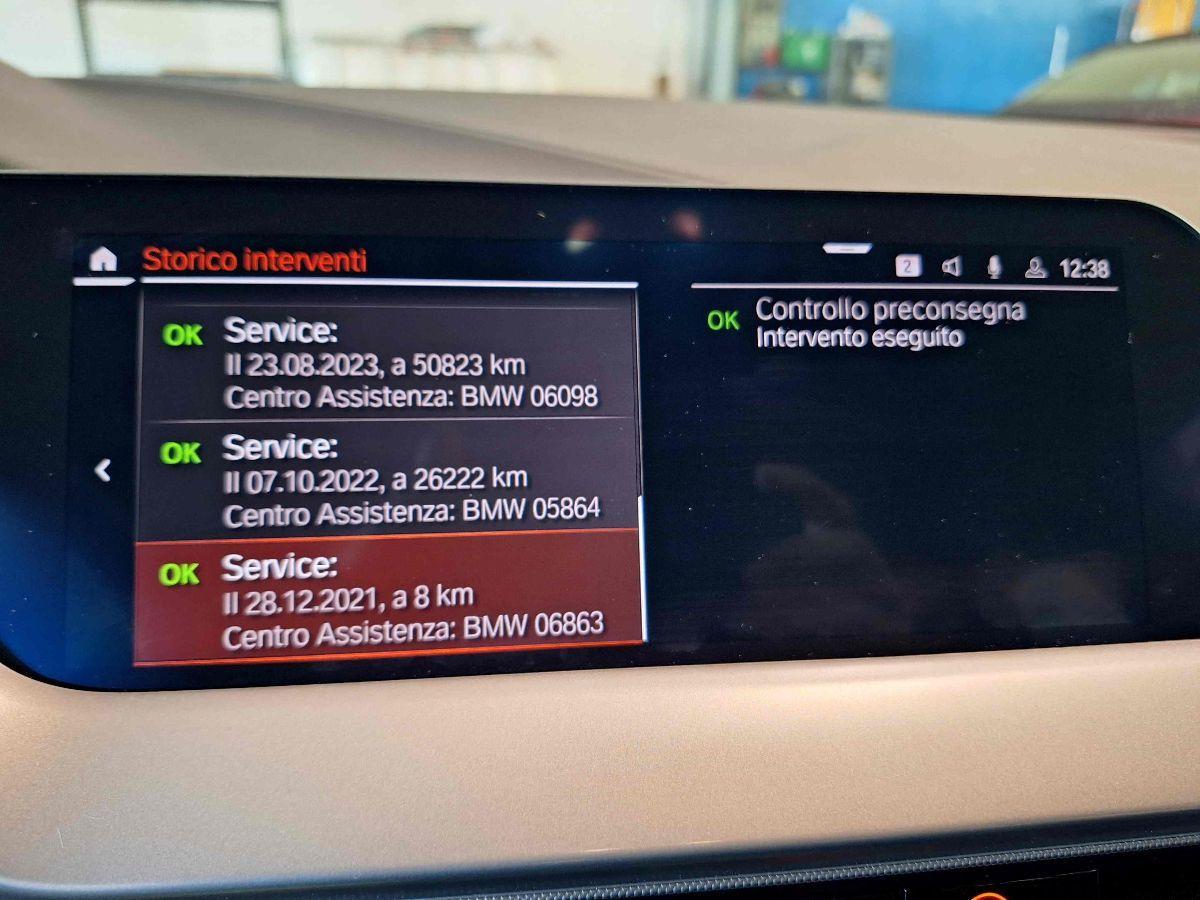 Storico interventi
2
12:38
OK Service:
Il 23.08.2023, a 50823 km
Centro Assistenza: BMW 06098
OK Service:
Il 07.10.2022, a 26222 km
Centro Assistenza: BMW 05864
OK Service:
Il 28.12.2021, a 8 km
Centro Assistenza: BMW 06863
OK Controllo preconsegna
Intervento eseguito